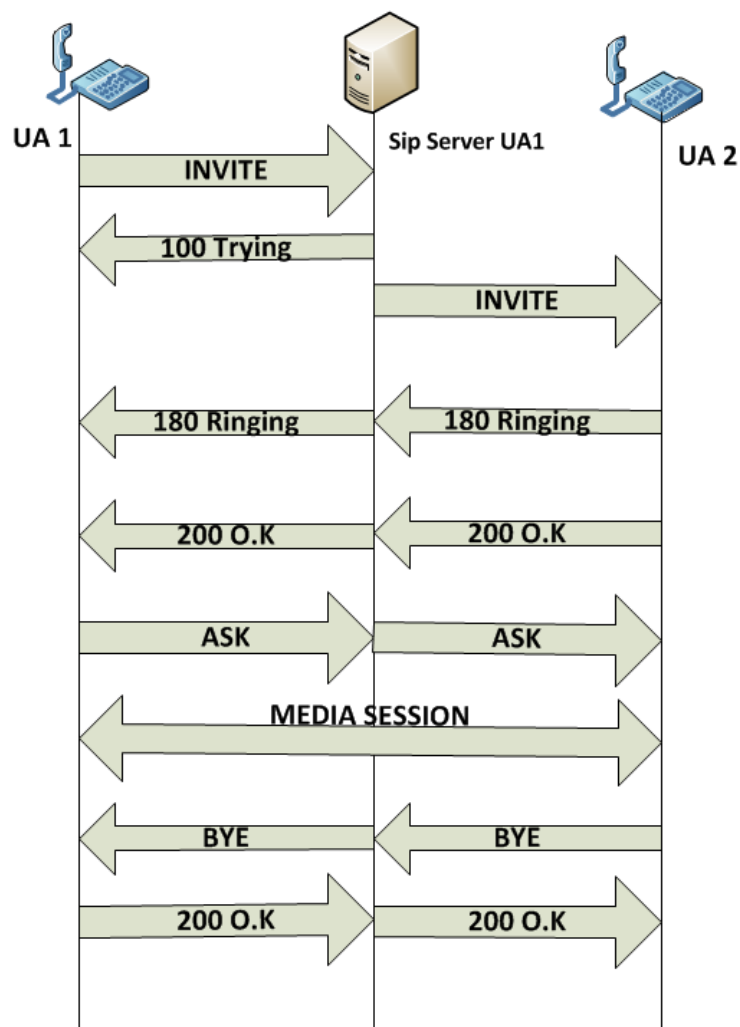 UA 1
Sip Server UA1
UA 2
INVITE
100 Trying
INVITE
180 Ringing
180 Ringing
200 O.K
200 O.K
ASK
ASK
MEDIA SESSION
BYE
BYE
200 O.K
200 O.K